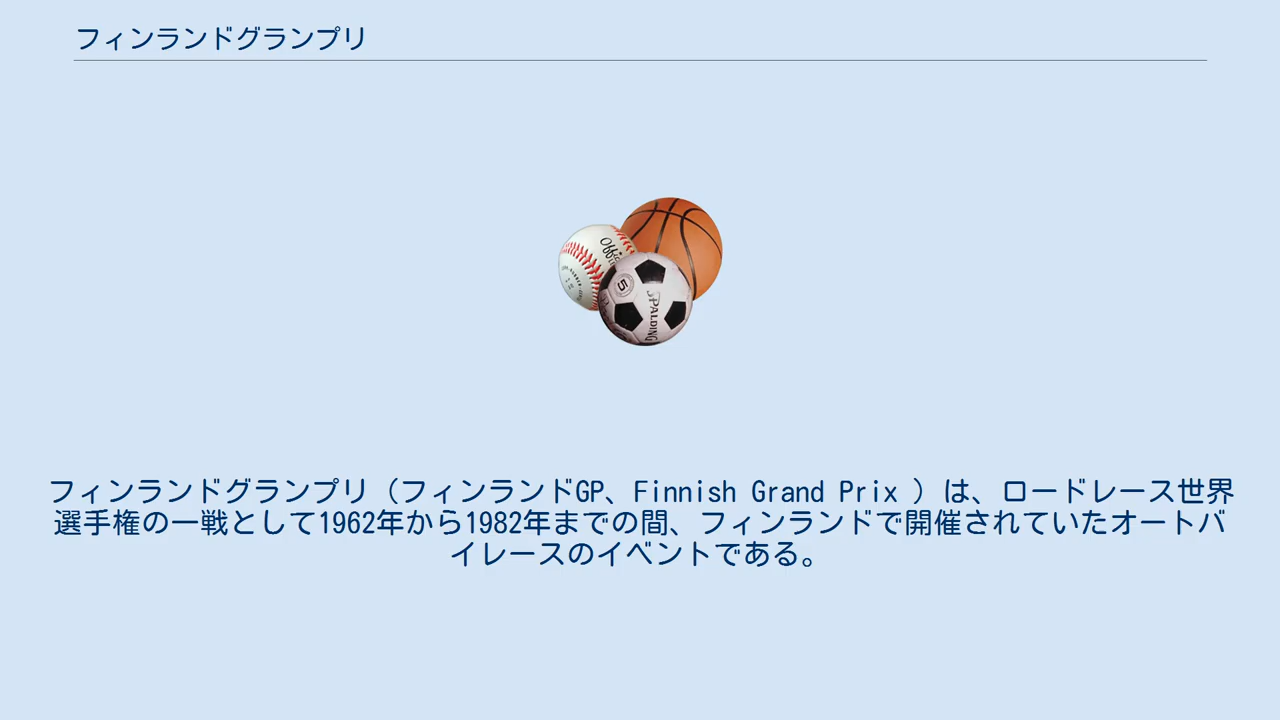 フィンランドグランプリ
Offici
5
SPALDING
フィンランドグランプリ（フィンランドGP、Finnish Grand Prix ）は、ロードレース世界
選手権の一戦として1962年から1982年までの間、フィンランドで開催されていたオートバ
イレースのイベントである。